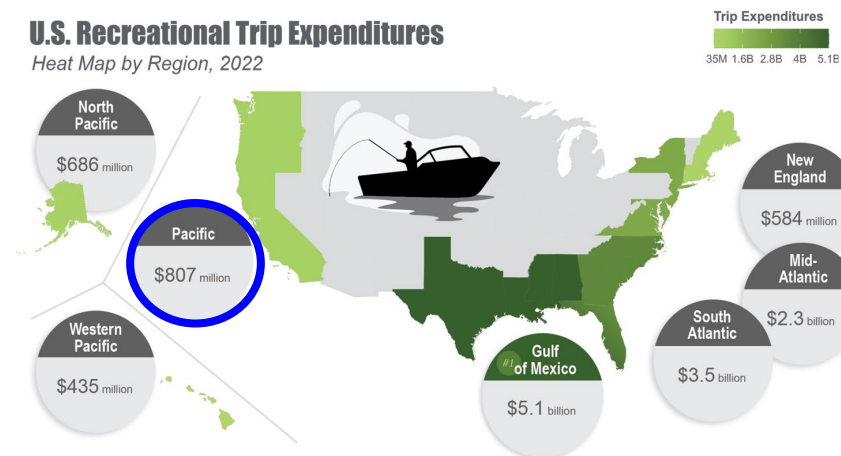 U.S. Recreational Trip Expenditures
Heat Map by Region, 2022
Trip Expenditures
35M 1.6B 2.8B 4B 5.1B
North
Pacific
$686 million
Pacific
$807 million
Western
Pacific
$435 million
New
England
$584 million
Mid-
Atlantic
$2.3 billion
South
Atlantic
$3.5 billion
#1 Gulf
of Mexico
$5.1 billion